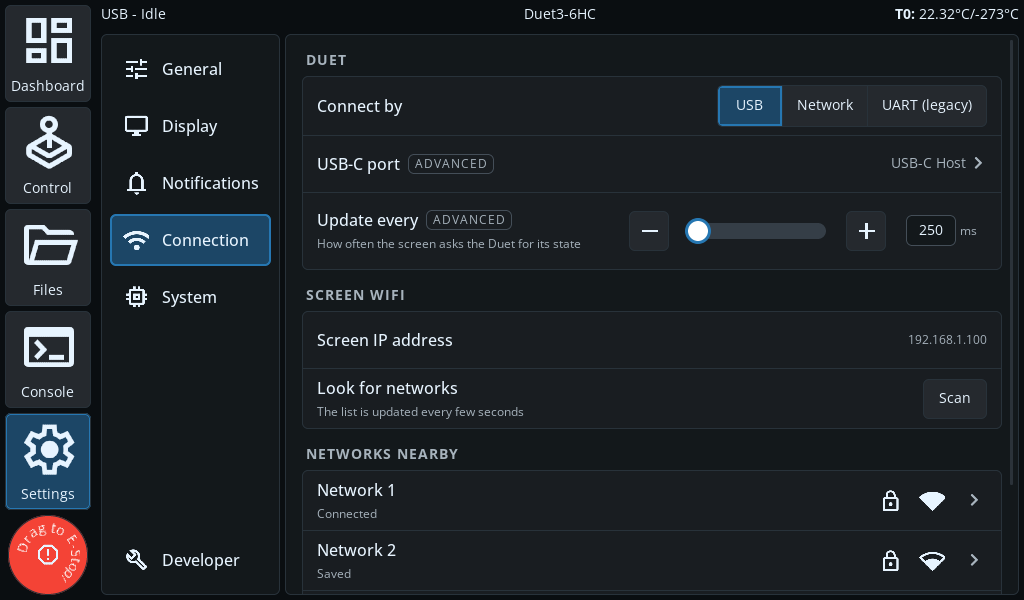 USB - Idle
Duet3-6HC
T0: 22.32°C/-273°C
Dashboard
Control
Files
Console
Settings
Drag to E-Stop!
General
Display
Notifications
Connection
System
Developer
DUET
Connect by
USB
Network
UART (legacy)
USB-C port
ADVANCED
USB-C Host
Update every
ADVANCED
How often the screen asks the Duet for its state
250
ms
SCREEN WIFI
Screen IP address
192.168.1.100
Look for networks
The list is updated every few seconds
Scan
NETWORKS NEARBY
Network 1
Connected
Network 2
Saved